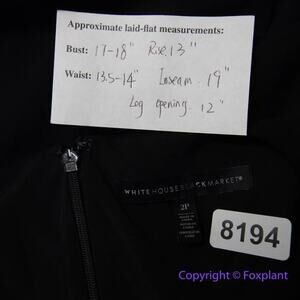 Approximate laid-flat measurements:
Bust: 17-18" Rise 13"
Waist: 13.5-14" Inseam. 19"
Leg opening. 12"
WHITE HOUSE BLACK MARKET
2P
8194
Copyright © Foxplant